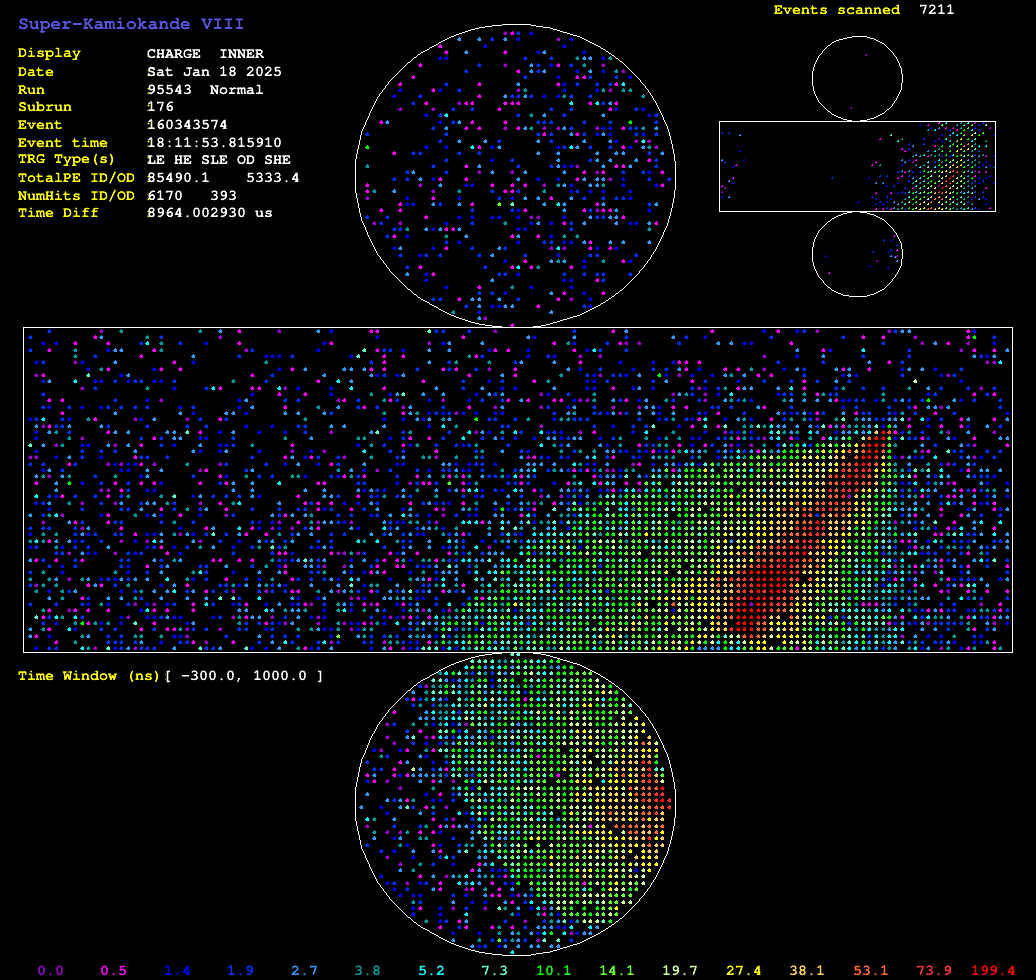 Super-Kamiokande VIII
Events scanned 7211
Display CHARGE INNER
Date Sat Jan 18 2025
Run 95543 Normal
Subrun 176
Event 160343574
Event time 18:11:53.815910
TRG Type(s) LE HE SLE OD SHE
TotalPE ID/OD 85490.1 5333.4
NumHits ID/OD 6170 393
Time Diff 8964.002930 us
Time Window (ns) [ -300.0, 1000.0 ]
0.0 0.5 1.4 1.9 2.7 3.8 5.2 7.3 10.1 14.1 19.7 27.4 38.1 53.1 73.9 199.4